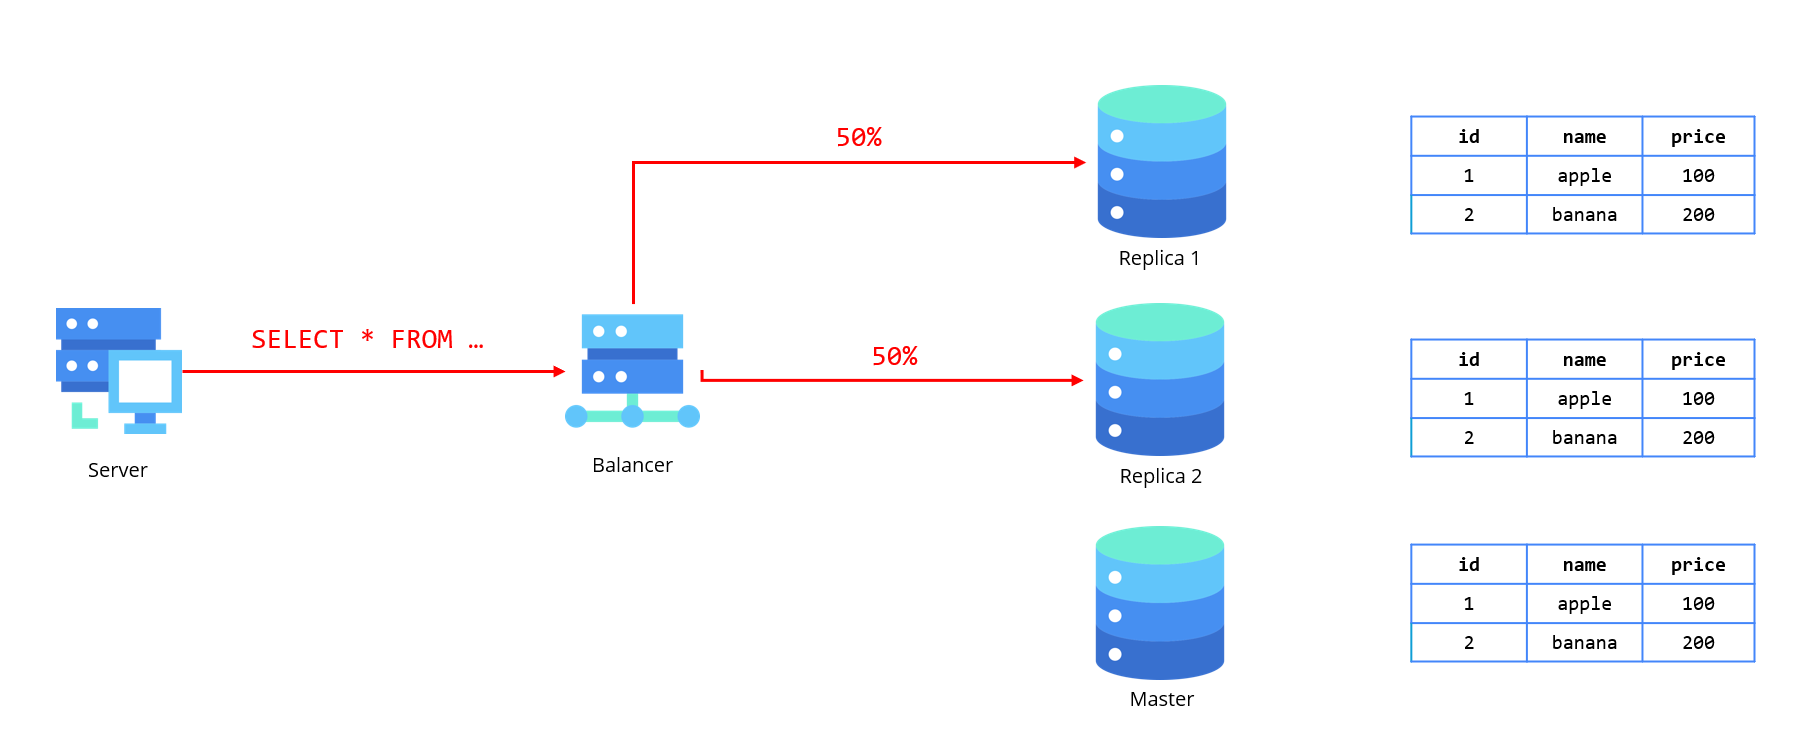 50%
Replica 1
id name price
1 apple 100
2 banana 200
SELECT * FROM …
Server
Balancer
50%
Replica 2
id name price
1 apple 100
2 banana 200
Master
id name price
1 apple 100
2 banana 200